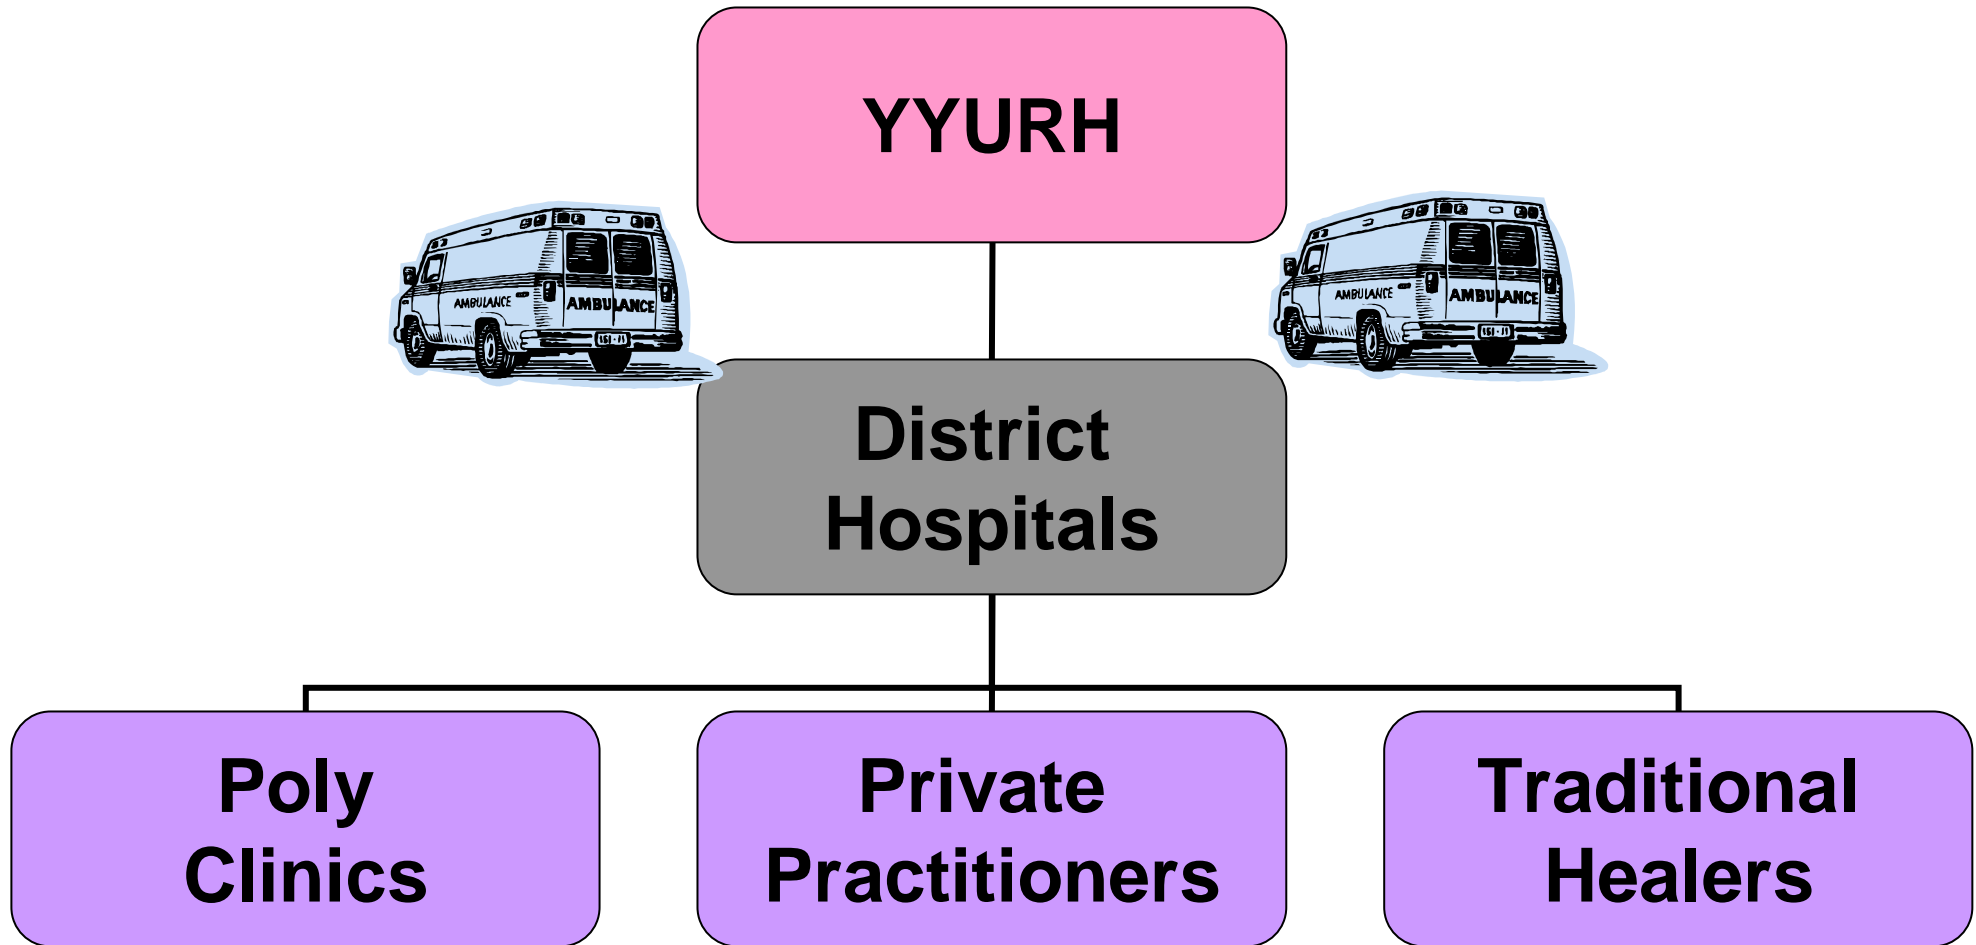 YYURH
AMBULANCE AMBULANCE
AMBULANCE AMBULANCE
District
Hospitals
Poly
Clinics
Private
Practitioners
Traditional
Healers